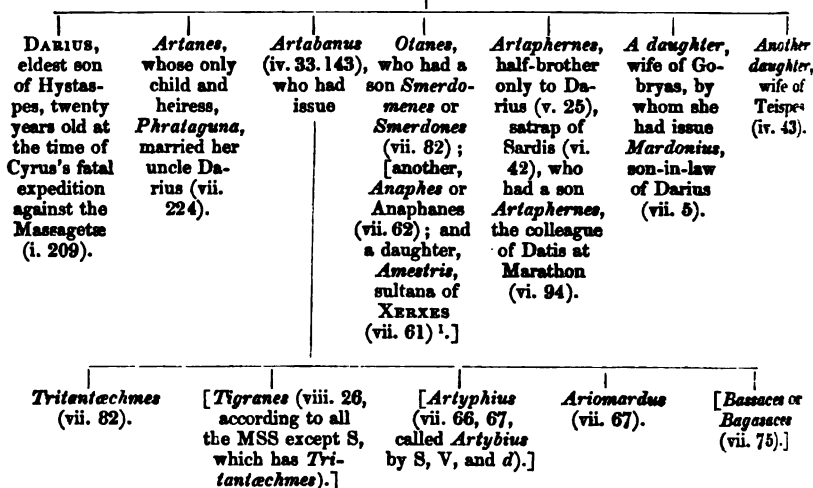 DARIUS,
eldest son
of Hystas-
pes, twenty
years old at
the time of
Cyrus's fatal
expedition
against the
Massagetæ
(i. 209).
Artanes,
whose only
child and
heiress,
Phrataguna,
married her
uncle Da-
rius (vii.
224).
Artabanus
(iv. 33. 143),
who had
issue
Otanes,
who had a
son Smerdo-
menes or
Smerdones
(vii. 82) ;
[another,
Anaphes or
Anaphanes
(vii. 62) ; and
a daughter,
Amestris,
sultana of
XERXES
(vii. 61) ¹.]
Artaphernes,
half-brother
only to Da-
rius (v. 25),
satrap of
Sardis (vi.
42), who
had a son
Artaphernes,
the colleague
of Datis at
Marathon
(vi. 94).
A daughter,
wife of Go-
bryas, by
whom she
had issue
Mardonius,
son-in-law
of Darius
(vii. 5).
Another
daughter,
wife of
Teispes
(iv. 43).
Tritantæchmes
(vii. 82).
[Tigranes (viii. 26,
according to all
the MSS except S,
which has Tri-
tantæchmes).]
[Artyphius
(vii. 66, 67,
called Artybius
by S, V, and d).]
Ariomardus
(vii. 67).
[Bassaces or
Bagasaces
(vii. 75).]